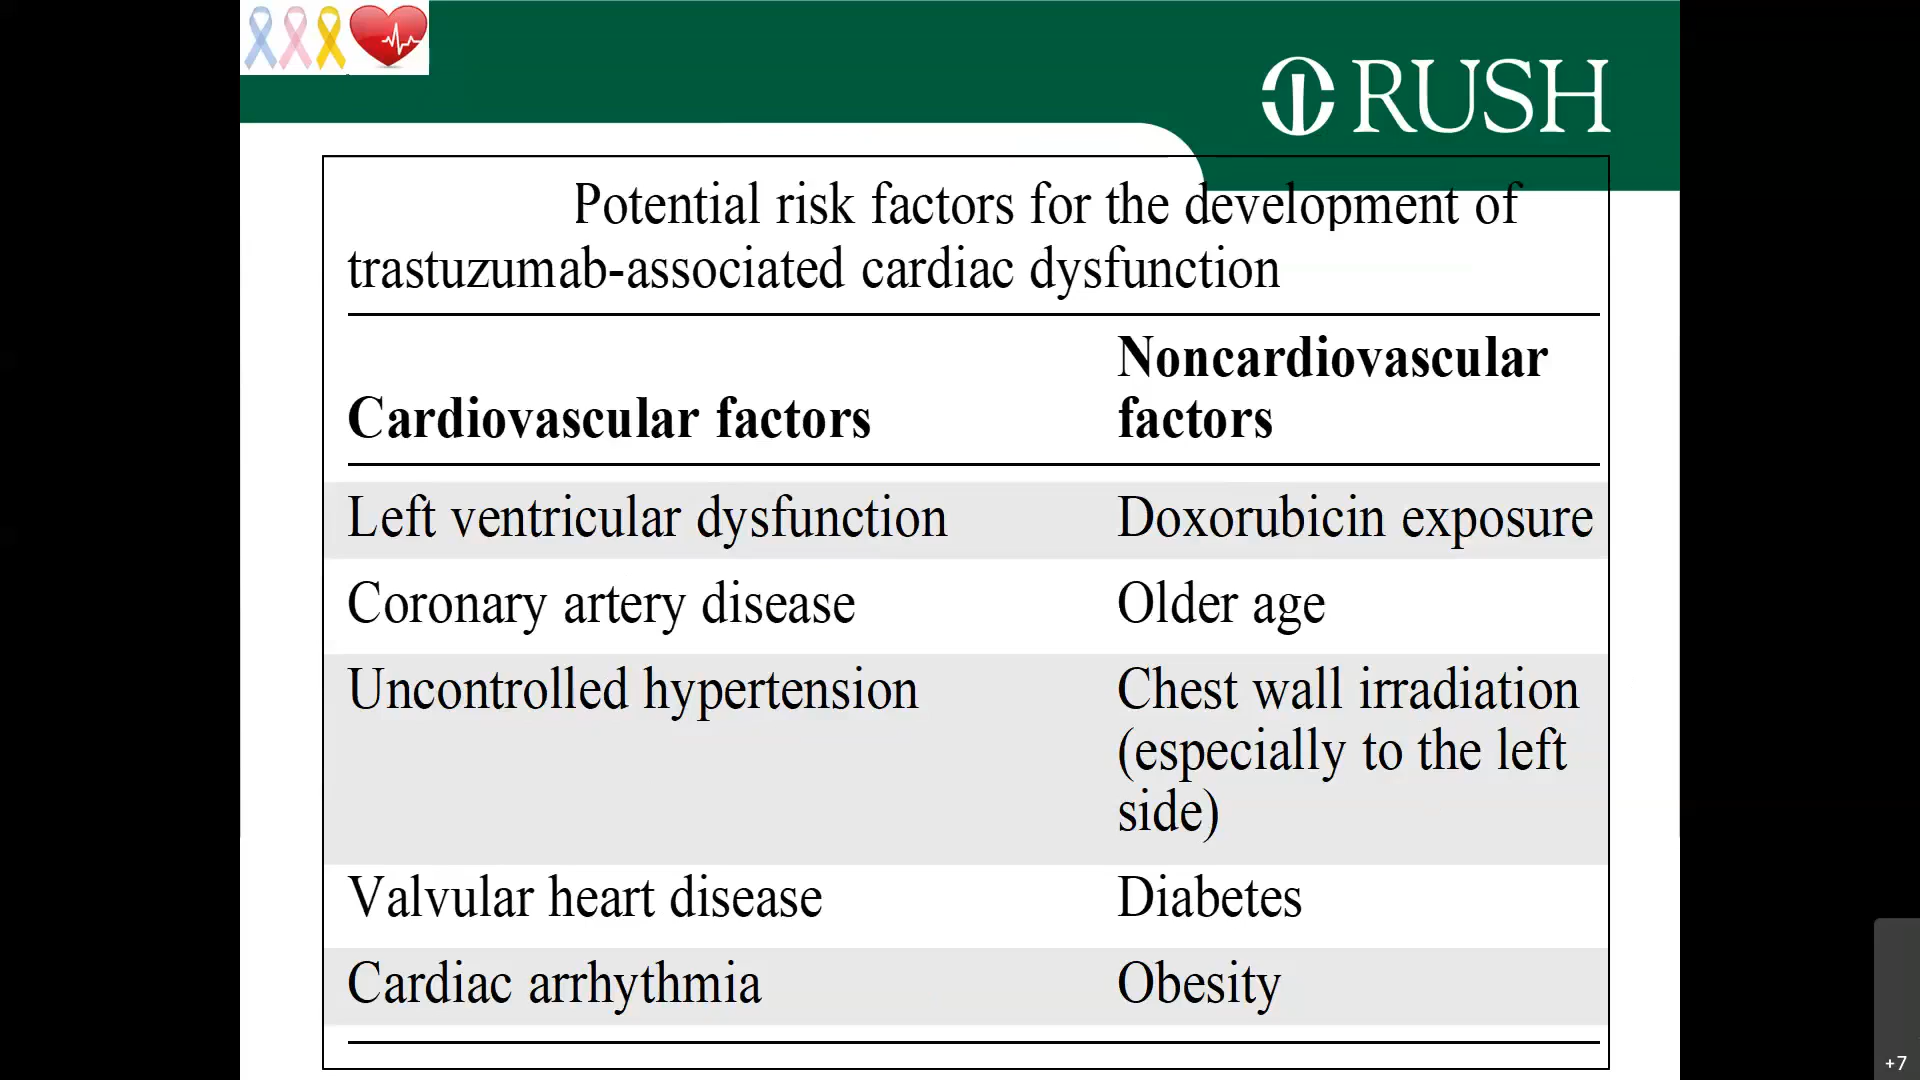 RUSH
Potential risk factors for the development of
trastuzumab-associated cardiac dysfunction
Cardiovascular factors
Noncardiovascular
factors
Left ventricular dysfunction
Doxorubicin exposure
Coronary artery disease
Older age
Uncontrolled hypertension
Chest wall irradiation
(especially to the left
side)
Valvular heart disease
Diabetes
Cardiac arrhythmia
Obesity
+7